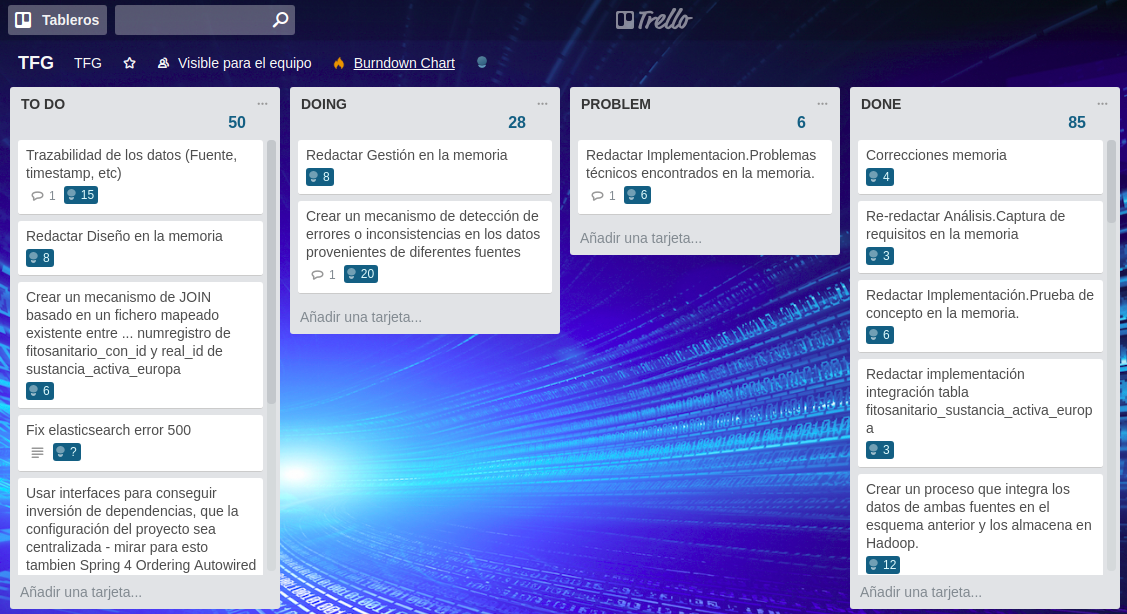 Tableros
Trello
TFG
TFG
Visible para el equipo
Burndown Chart
TO DO
50
Trazabilidad de los datos (Fuente,
timestamp, etc)
1
15
Redactar Diseño en la memoria
8
Crear un mecanismo de JOIN
basado en un fichero mapeado
existente entre ... numregistro de
fitosanitario_con_id y real_id de
sustancia_activa_europa
6
Fix elasticsearch error 500
?
Usar interfaces para conseguir
inversión de dependencias, que la
configuración del proyecto sea
centralizada - mirar para esto
tambien Spring 4 Ordering Autowired
Añadir una tarjeta...
DOING
28
Redactar Gestión en la memoria
8
Crear un mecanismo de detección de
errores o inconsistencias en los datos
provenientes de diferentes fuentes
1
20
Añadir una tarjeta...
PROBLEM
6
Redactar Implementacion.Problemas
técnicos encontrados en la memoria.
1
6
Añadir una tarjeta...
DONE
85
Correcciones memoria
4
Re-redactar Análisis.Captura de
requisitos en la memoria
3
Redactar Implementación.Prueba de
concepto en la memoria.
6
Redactar implementación
integración tabla
fitosanitario_sustancia_activa_europ
a
3
Crear un proceso que integra los
datos de ambas fuentes en el
esquema anterior y los almacena en
Hadoop.
12
Añadir una tarjeta...